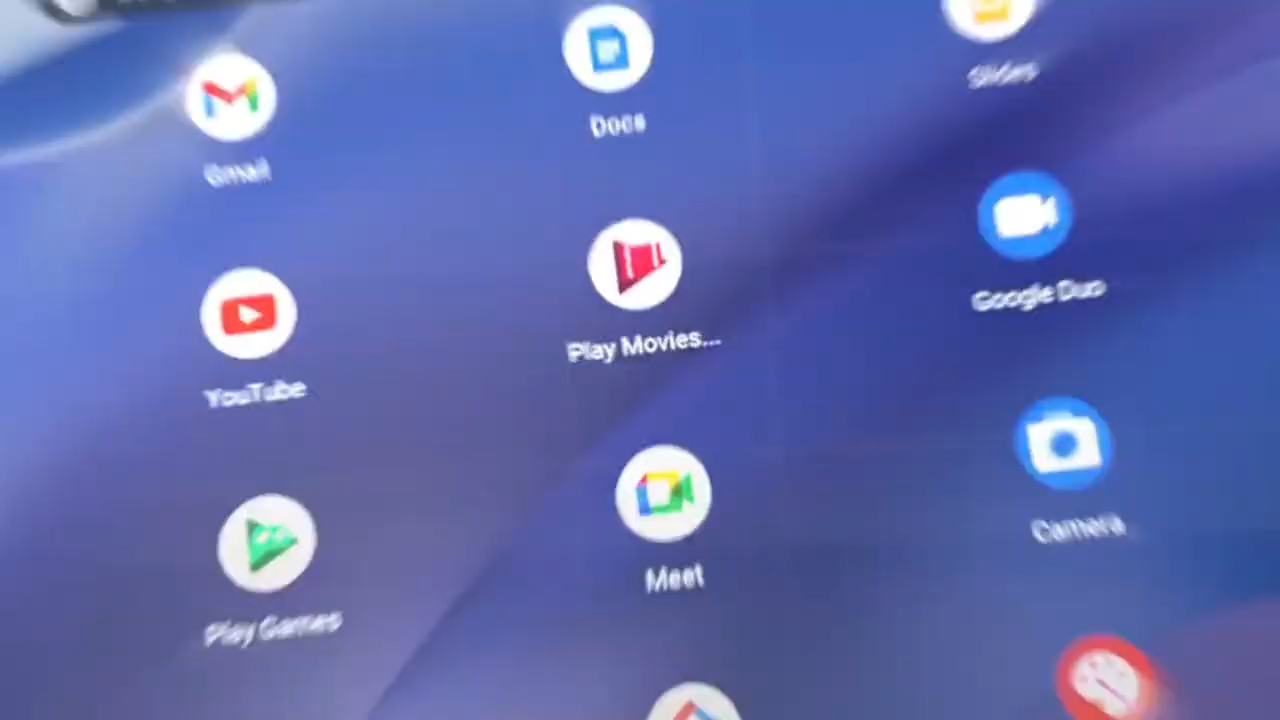 Gmail
Docs
Slides
YouTube
Play Movies...
Google Duo
Play Games
Meet
Camera